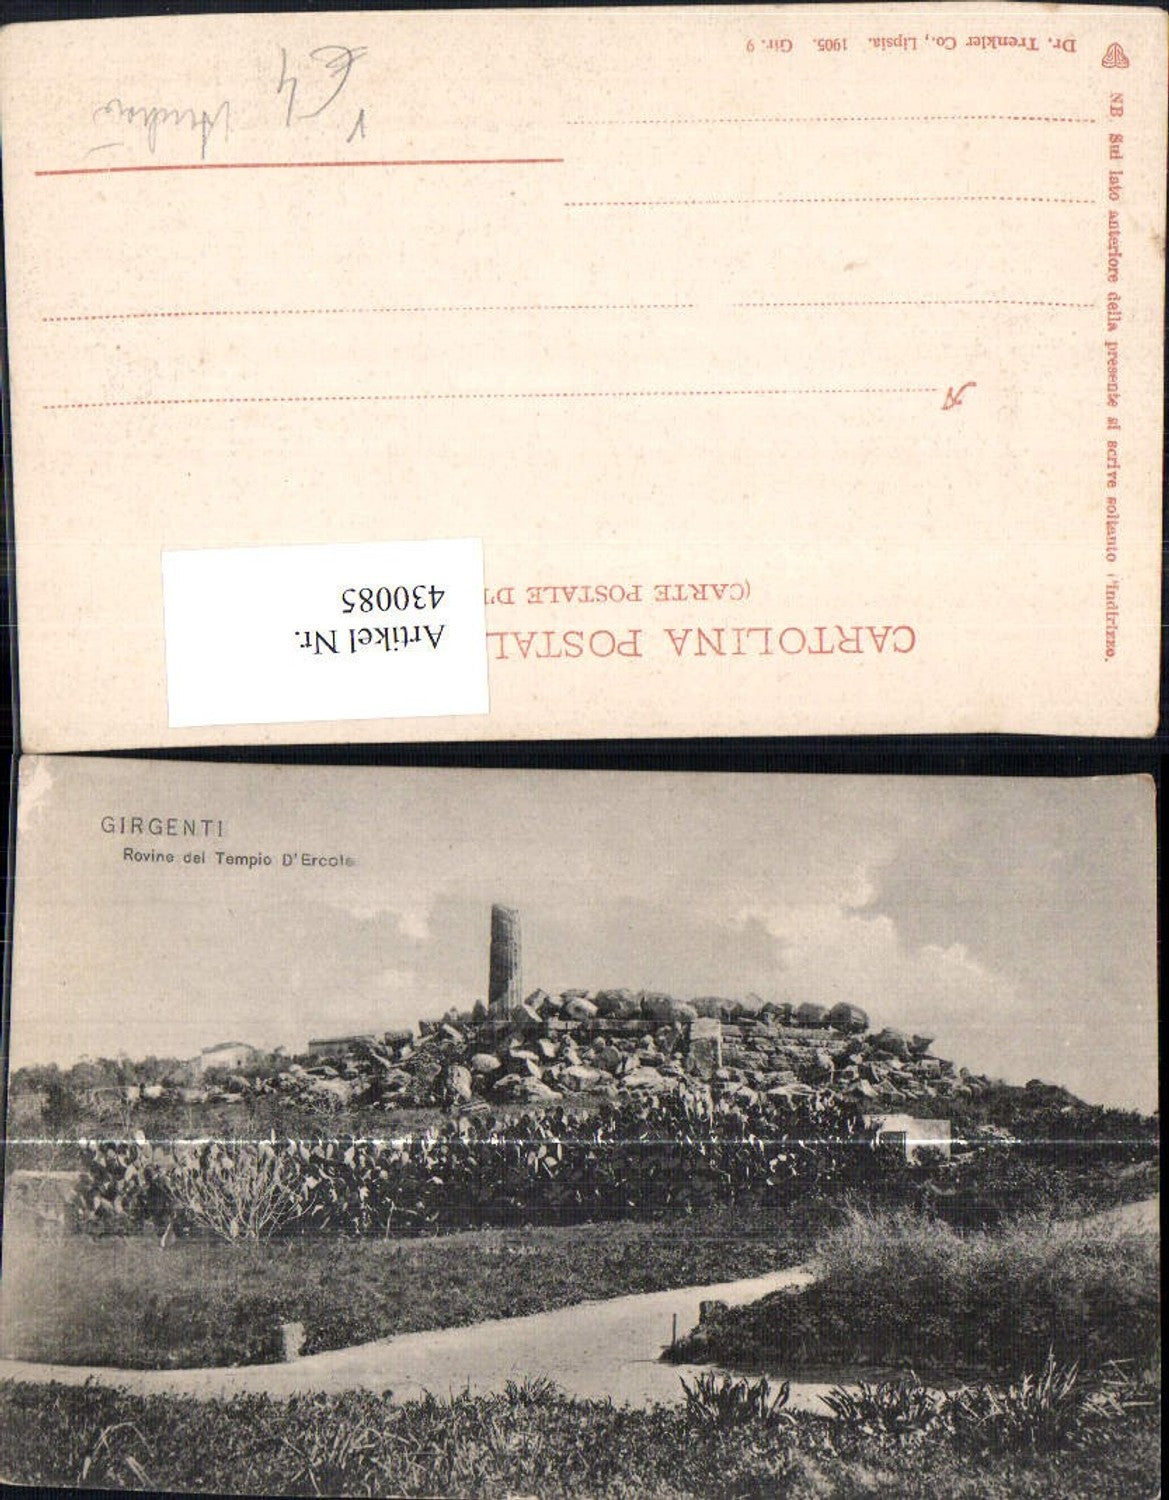 Dr. Trenkler Co., Lipsia. 1905. Gir. 9
NB. Sul lato anteriore della presente si scrive soltanto l'indirizzo.
€ 4
A
CARTOLINA POSTAL
(CARTE POSTALE D'I
Artikel Nr.
430085
GIRGENTI
Rovine del Tempio D'Ercole